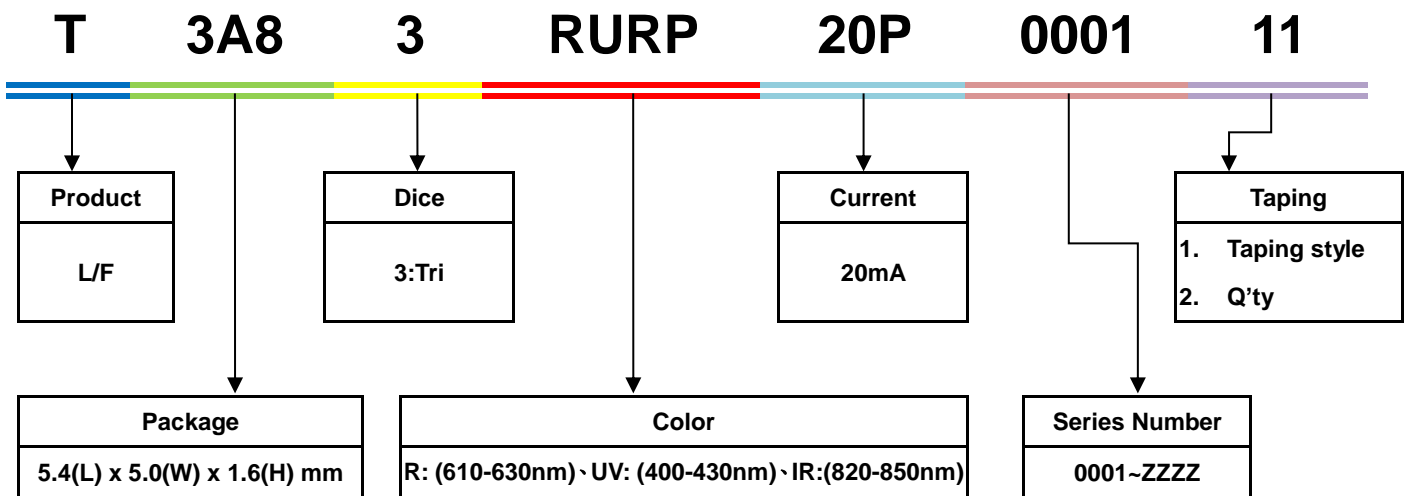 T 3A8 3 RURP 20P 0001 11
Product
L/F
Dice
3:Tri
Current
20mA
Taping
1. Taping style
2. Q’ty
Package
5.4(L) x 5.0(W) x 1.6(H) mm
Color
R: (610-630nm)、UV: (400-430nm)、IR:(820-850nm)
Series Number
0001~ZZZZ